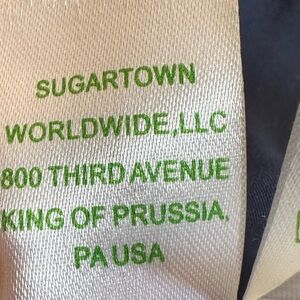 SUGARTOWN
WORLDWIDE,LLC
800 THIRD AVENUE
KING OF PRUSSIA,
PA USA